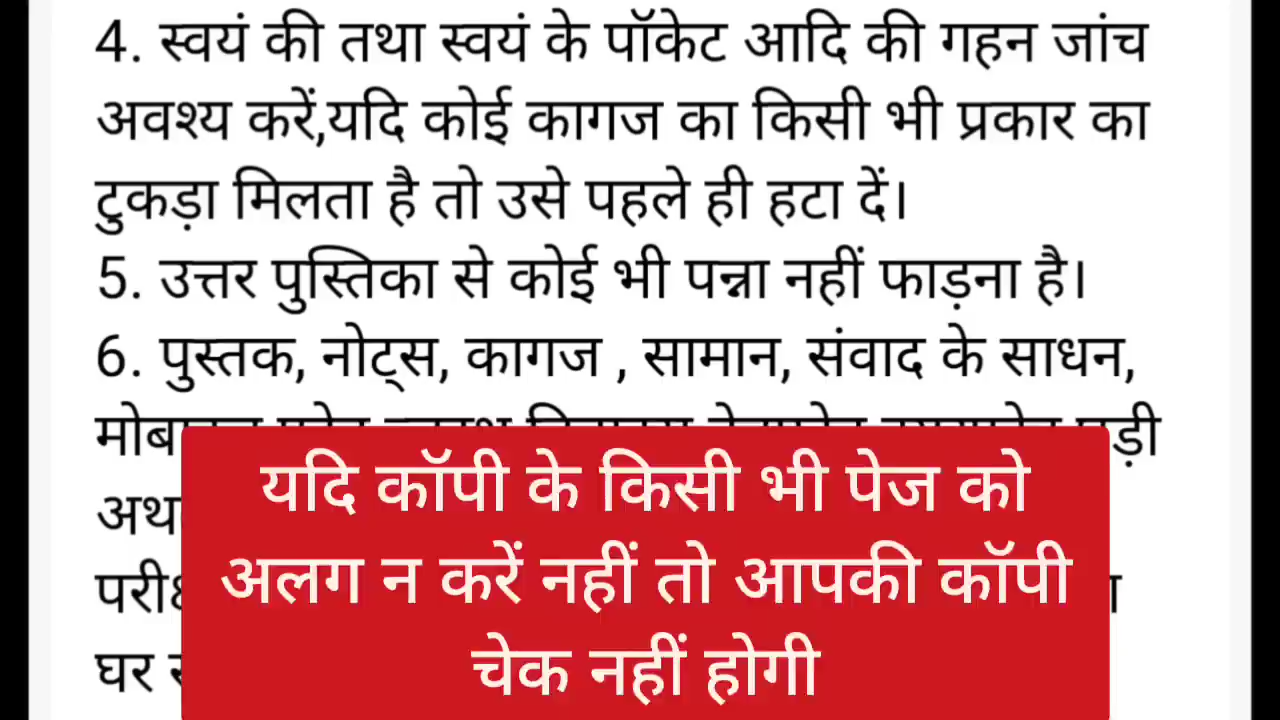 4. स्वयं की तथा स्वयं के पॉकेट आदि की गहन जांच
अवश्य करें,यदि कोई कागज का किसी भी प्रकार का
टुकड़ा मिलता है तो उसे पहले ही हटा दें।
5. उत्तर पुस्तिका से कोई भी पन्ना नहीं फाड़ना है।
6. पुस्तक, नोट्स, कागज , सामान, संवाद के साधन,
यदि कॉपी के किसी भी पेज को
अलग न करें नहीं तो आपकी कॉपी
चेक नहीं होगी
घर